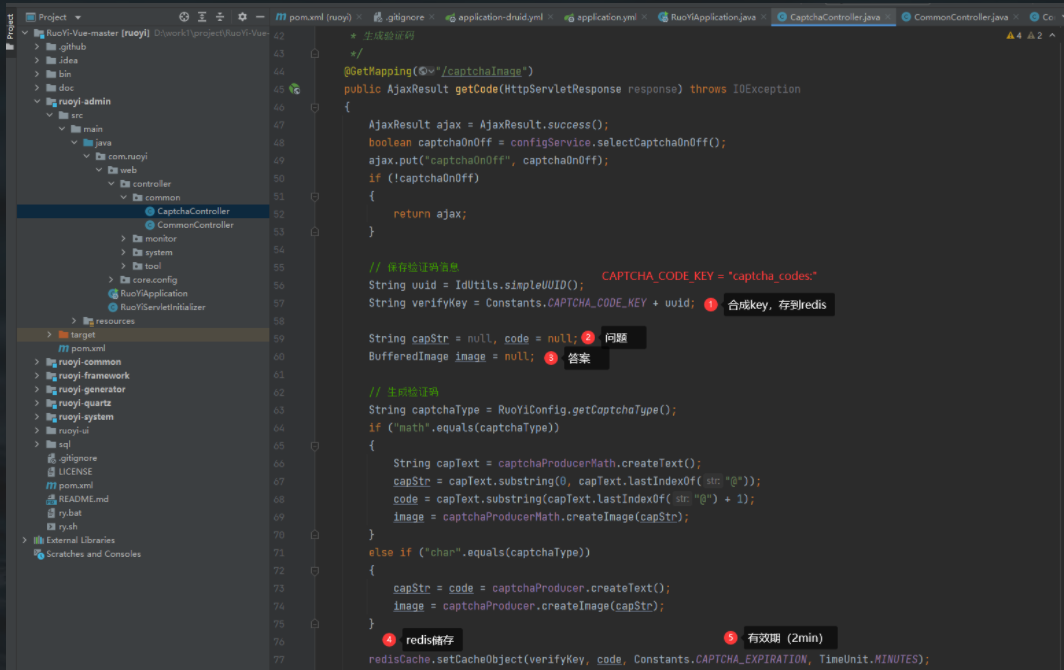 Project
Project
pom.xml (ruoyi)
.gitignore
application-druid.yml
application.yml
RuoYiApplication.java
CaptchaController.java
CommonController.java
Co
RuoYi-Vue-master [ruoyi] D:\work1\project\RuoYi-Vue-
.github
.idea
bin
doc
ruoyi-admin
src
main
java
com.ruoyi
web
controller
common
CaptchaController
CommonController
monitor
system
tool
core.config
RuoYiApplication
RuoYiServletInitializer
resources
target
pom.xml
ruoyi-common
ruoyi-framework
ruoyi-generator
ruoyi-quartz
ruoyi-system
ruoyi-ui
sql
.gitignore
LICENSE
pom.xml
README.md
ry.bat
ry.sh
External Libraries
Scratches and Consoles
4 2
42 * 生成验证码
43 */
44 @GetMapping("/captchaImage")
45 public AjaxResult getCode(HttpServletResponse response) throws IOException
46 {
47 AjaxResult ajax = AjaxResult.success();
48 boolean captchaOnOff = configService.selectCaptchaOnOff();
49 ajax.put("captchaOnOff", captchaOnOff);
50 if (!captchaOnOff)
51 {
52 return ajax;
53 }
54
55 // 保存验证码信息
CAPTCHA_CODE_KEY = "captcha_codes:"
56 String uuid = IdUtils.simpleUUID();
57 String verifyKey = Constants.CAPTCHA_CODE_KEY + uuid; 1 合成key，存到redis
58
59 String capStr = null, code = null; 2 问题
60 BufferedImage image = null; 3 答案
61
62 // 生成验证码
63 String captchaType = RuoYiConfig.getCaptchaType();
64 if ("math".equals(captchaType))
65 {
66 String capText = captchaProducerMath.createText();
67 capStr = capText.substring(0, capText.lastIndexOf( str: "@"));
68 code = capText.substring(capText.lastIndexOf( str: "@") + 1);
69 image = captchaProducerMath.createImage(capStr);
70 }
71 else if ("char".equals(captchaType))
72 {
73 capStr = code = captchaProducer.createText();
74 image = captchaProducer.createImage(capStr);
75 }
76 4 redis储存 5 有效期（2min）
77 redisCache.setCacheObject(verifyKey, code, Constants.CAPTCHA_EXPIRATION, TimeUnit.MINUTES);